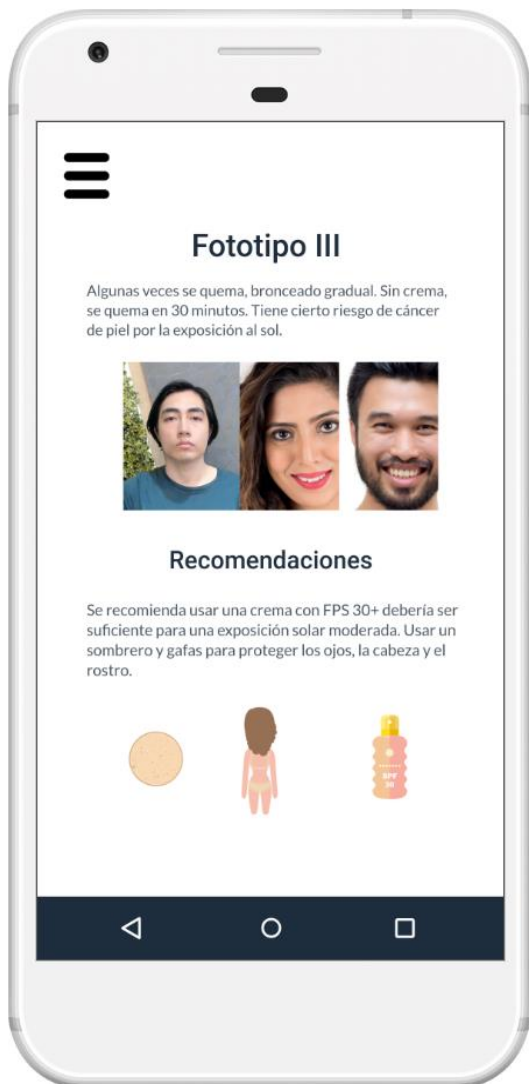 Fototipo III
Algunas veces se quema, bronceado gradual. Sin crema,
se quema en 30 minutos. Tiene cierto riesgo de cáncer
de piel por la exposición al sol.
Recomendaciones
Se recomienda usar una crema con FPS 30+ debería ser
suficiente para una exposición solar moderada. Usar un
sombrero y gafas para proteger los ojos, la cabeza y el
rostro.
SPF
30